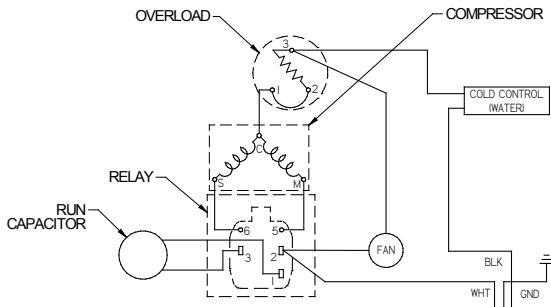 OVERLOAD
COMPRESSOR
3
1
2
COLD CONTROL
(WATER)
C
S
M
RELAY
RUN
CAPACITOR
6
5
3
2
FAN
BLK
WHT
GND